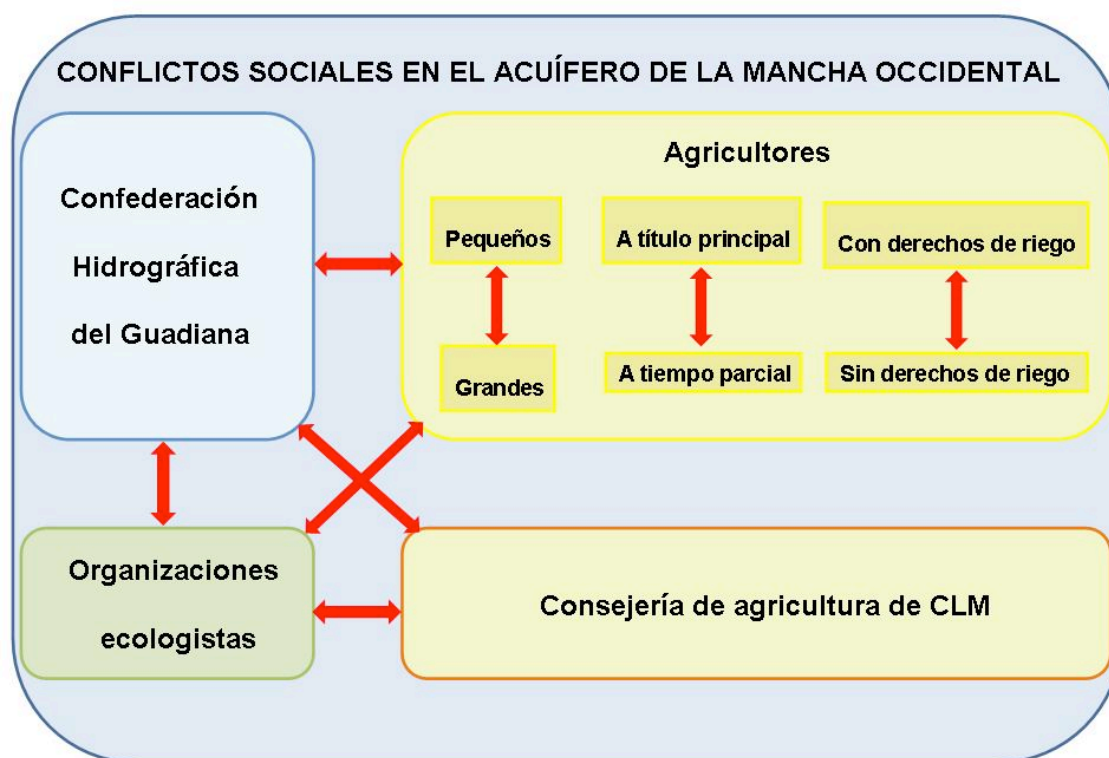 CONFLICTOS SOCIALES EN EL ACUÍFERO DE LA MANCHA OCCIDENTAL
Confederación
Hidrográfica
del Guadiana
Agricultores
Pequeños
A título principal
Con derechos de riego
Grandes
A tiempo parcial
Sin derechos de riego
Organizaciones
ecologistas
Consejería de agricultura de CLM